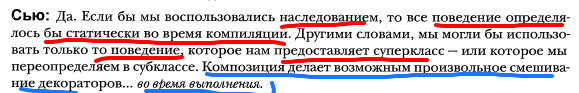 Сью: Да. Если бы мы воспользовались наследованием, то все поведение определя-
лось бы статически во время компиляции. Другими словами, мы могли бы исполь-
зовать только то поведение, которое нам предоставляет суперкласс — или которое мы
переопределяем в субклассе. Композиция делает возможным произвольное смешива-
ние декораторов... во время выполнения.